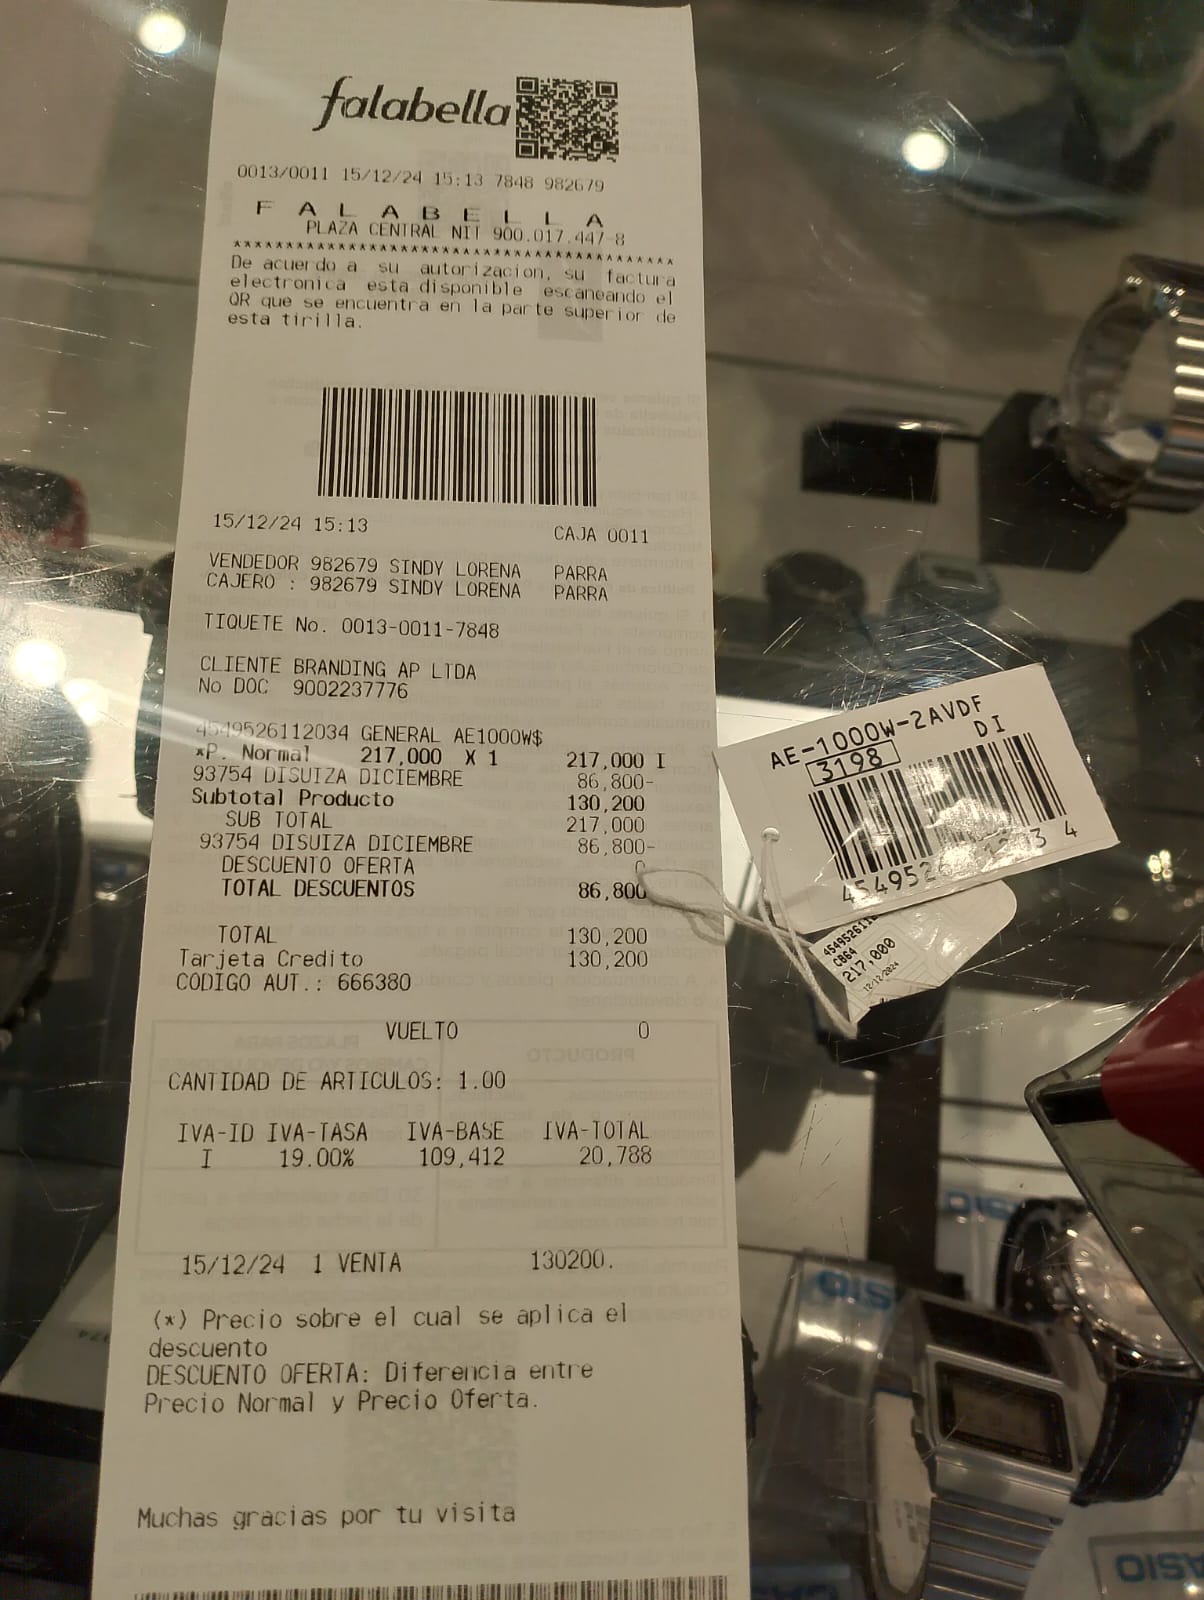 falabella
0013/0011 15/12/24 15:13 7848 982679
F A L A B E L L A
PLAZA CENTRAL NIT 900.017.447-8
De acuerdo a su autorizacion, su factura
electronica esta disponible escaneando el
QR que se encuentra en la parte superior de
esta tirilla.
15/12/24 15:13 CAJA 0011
VENDEDOR 982679 SINDY LORENA PARRA
CAJERO : 982679 SINDY LORENA PARRA
TIQUETE No. 0013-0011-7848
CLIENTE BRANDING AP LTDA
No DOC 9002237776
4549526112034 GENERAL AE1000W$
*P. Normal 217,000 X 1 217,000 I
93754 DISUIZA DICIEMBRE 86,800-
Subtotal Producto 130,200
SUB TOTAL 217,000
93754 DISUIZA DICIEMBRE 86,800-
DESCUENTO OFERTA 0
TOTAL DESCUENTOS 86,800
TOTAL 130,200
Tarjeta Credito 130,200
CODIGO AUT.: 666380
VUELTO 0
CANTIDAD DE ARTICULOS: 1.00
IVA-ID IVA-TASA IVA-BASE IVA-TOTAL
I 19.00% 109,412 20,788
15/12/24 1 VENTA 130200.
(*) Precio sobre el cual se aplica el
descuento
DESCUENTO OFERTA: Diferencia entre
Precio Normal y Precio Oferta.
Muchas gracias por tu visita
AE-1000W-2AVDF
DI
3198
CB64
217,000
12/12/2024
CASIO